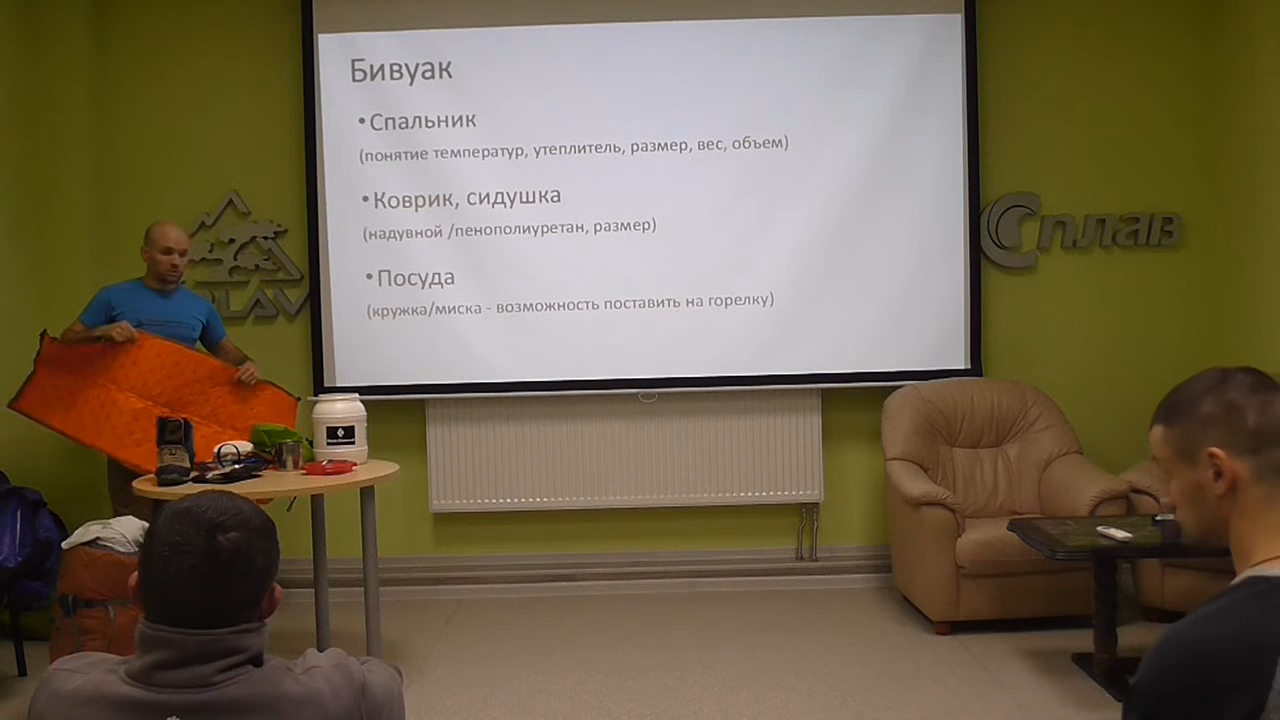 Бивуак
•Спальник
(понятие температур, утеплитель, размер, вес, объем)
•Коврик, сидушка
(надувной /пенополиуретан, размер)
•Посуда
(кружка/миска - возможность поставить на горелку)
Сплав